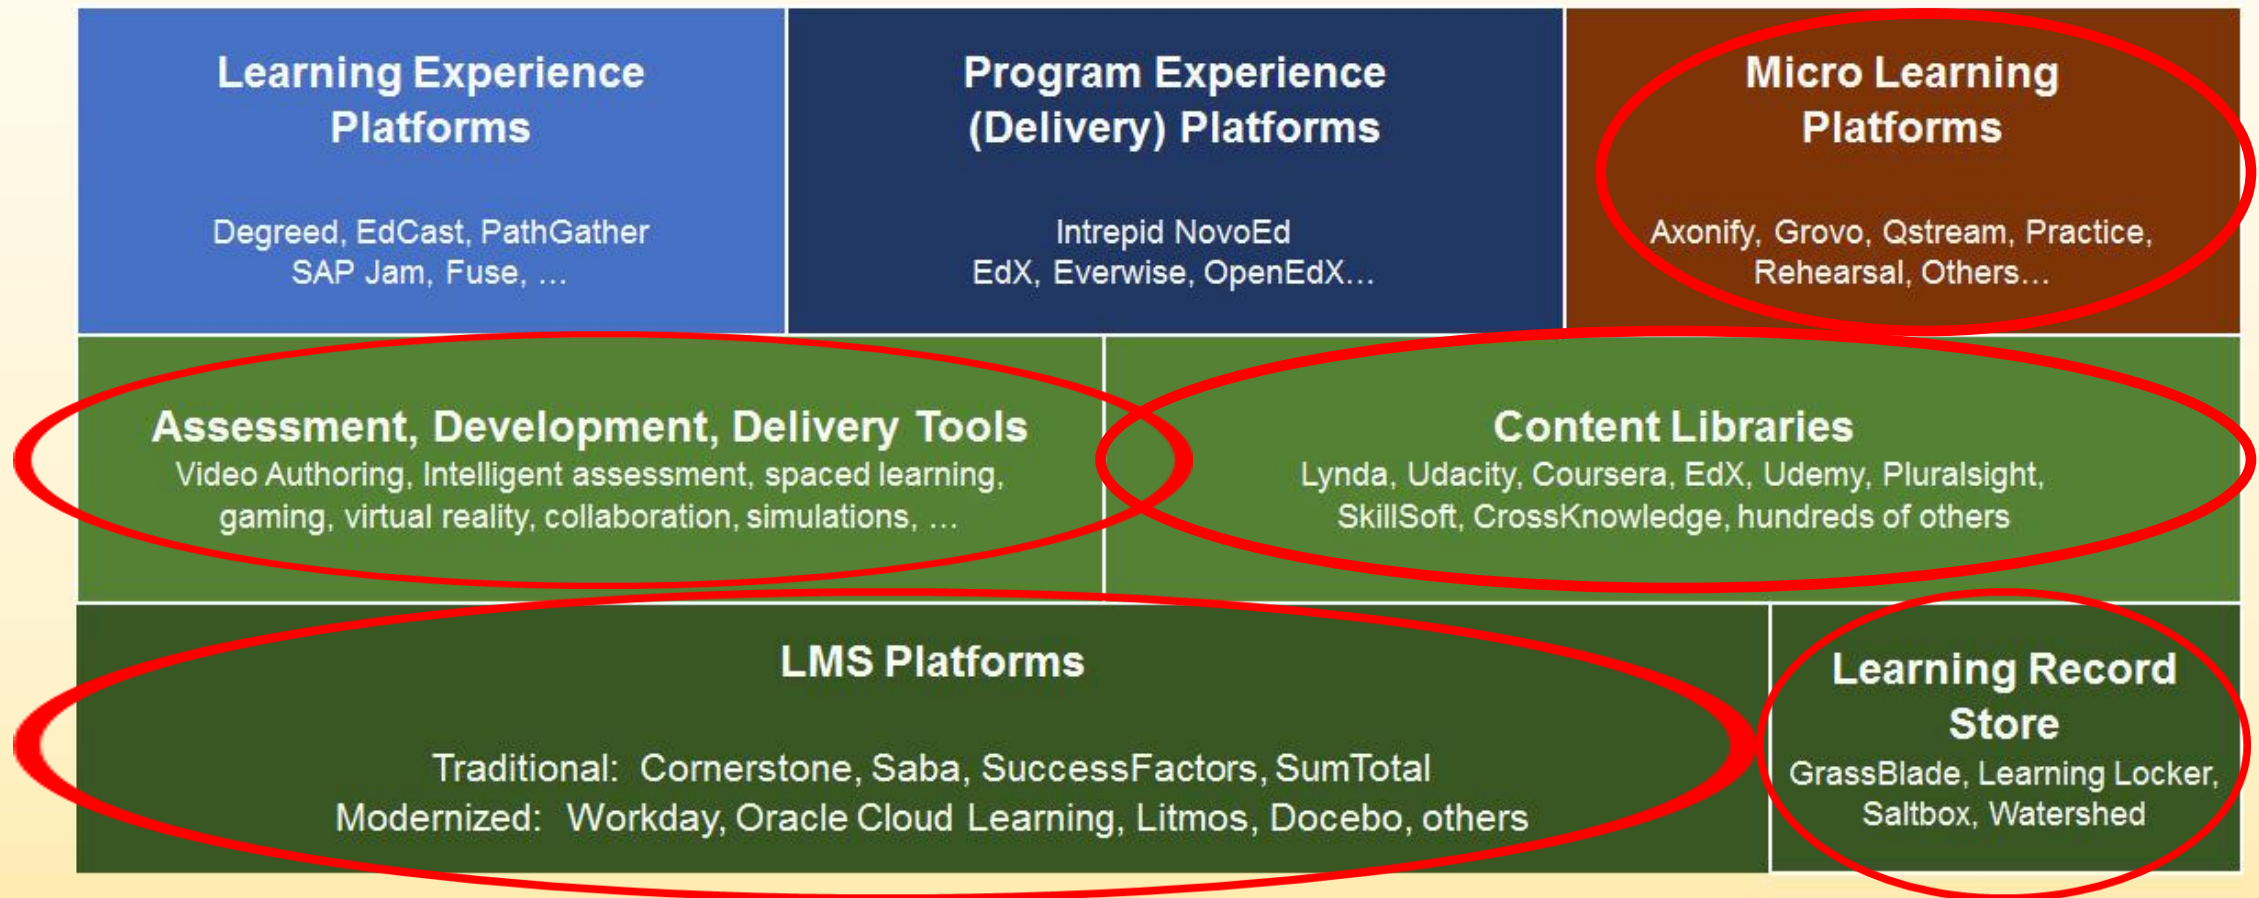 Learning Experience
Platforms
Degreed, EdCast, PathGather
SAP Jam, Fuse, …
Program Experience
(Delivery) Platforms
Intrepid NovoEd
EdX, Everwise, OpenEdX…
Micro Learning
Platforms
Axonify, Grovo, Qstream, Practice,
Rehearsal, Others…
Assessment, Development, Delivery Tools
Video Authoring, Intelligent assessment, spaced learning,
gaming, virtual reality, collaboration, simulations, …
Content Libraries
Lynda, Udacity, Coursera, EdX, Udemy, Pluralsight,
SkillSoft, CrossKnowledge, hundreds of others
LMS Platforms
Traditional: Cornerstone, Saba, SuccessFactors, SumTotal
Modernized: Workday, Oracle Cloud Learning, Litmos, Docebo, others
Learning Record
Store
GrassBlade, Learning Locker,
Saltbox, Watershed